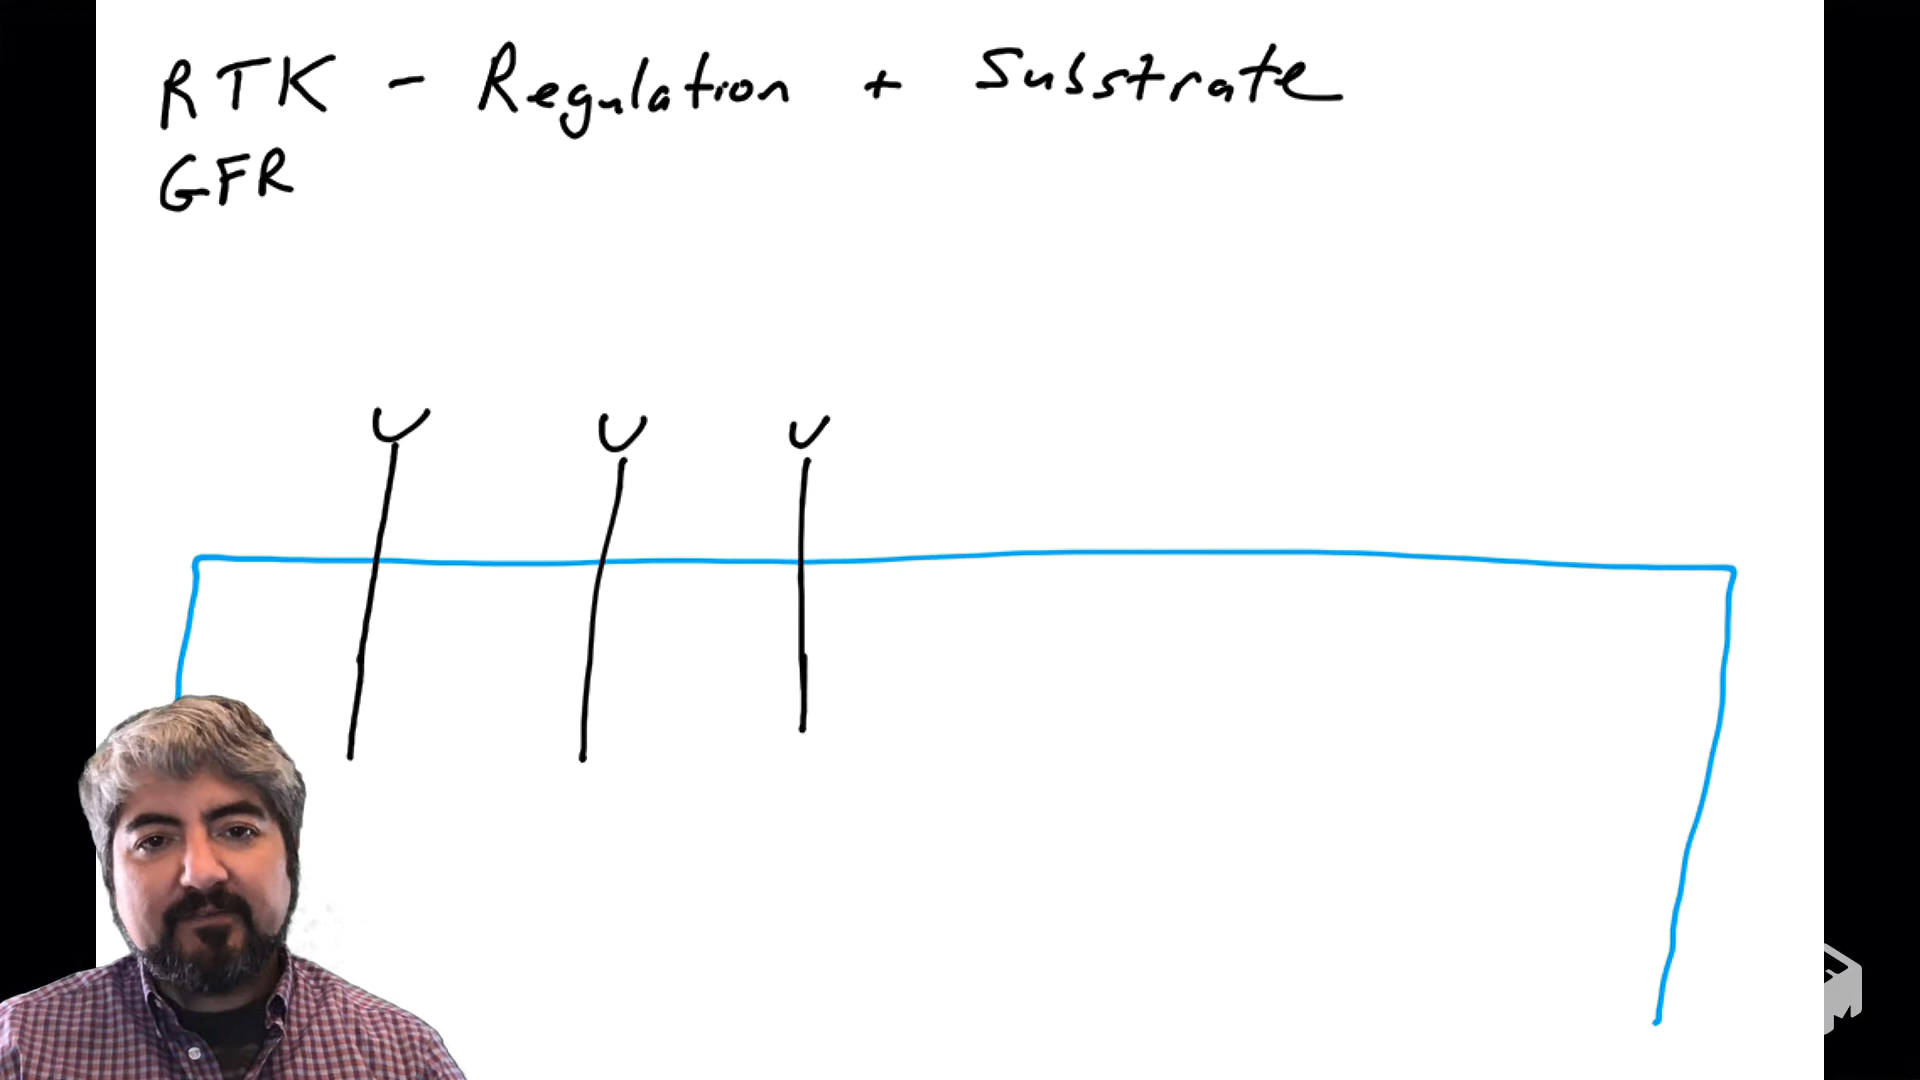 RTK - Regulation + Substrate
GFR